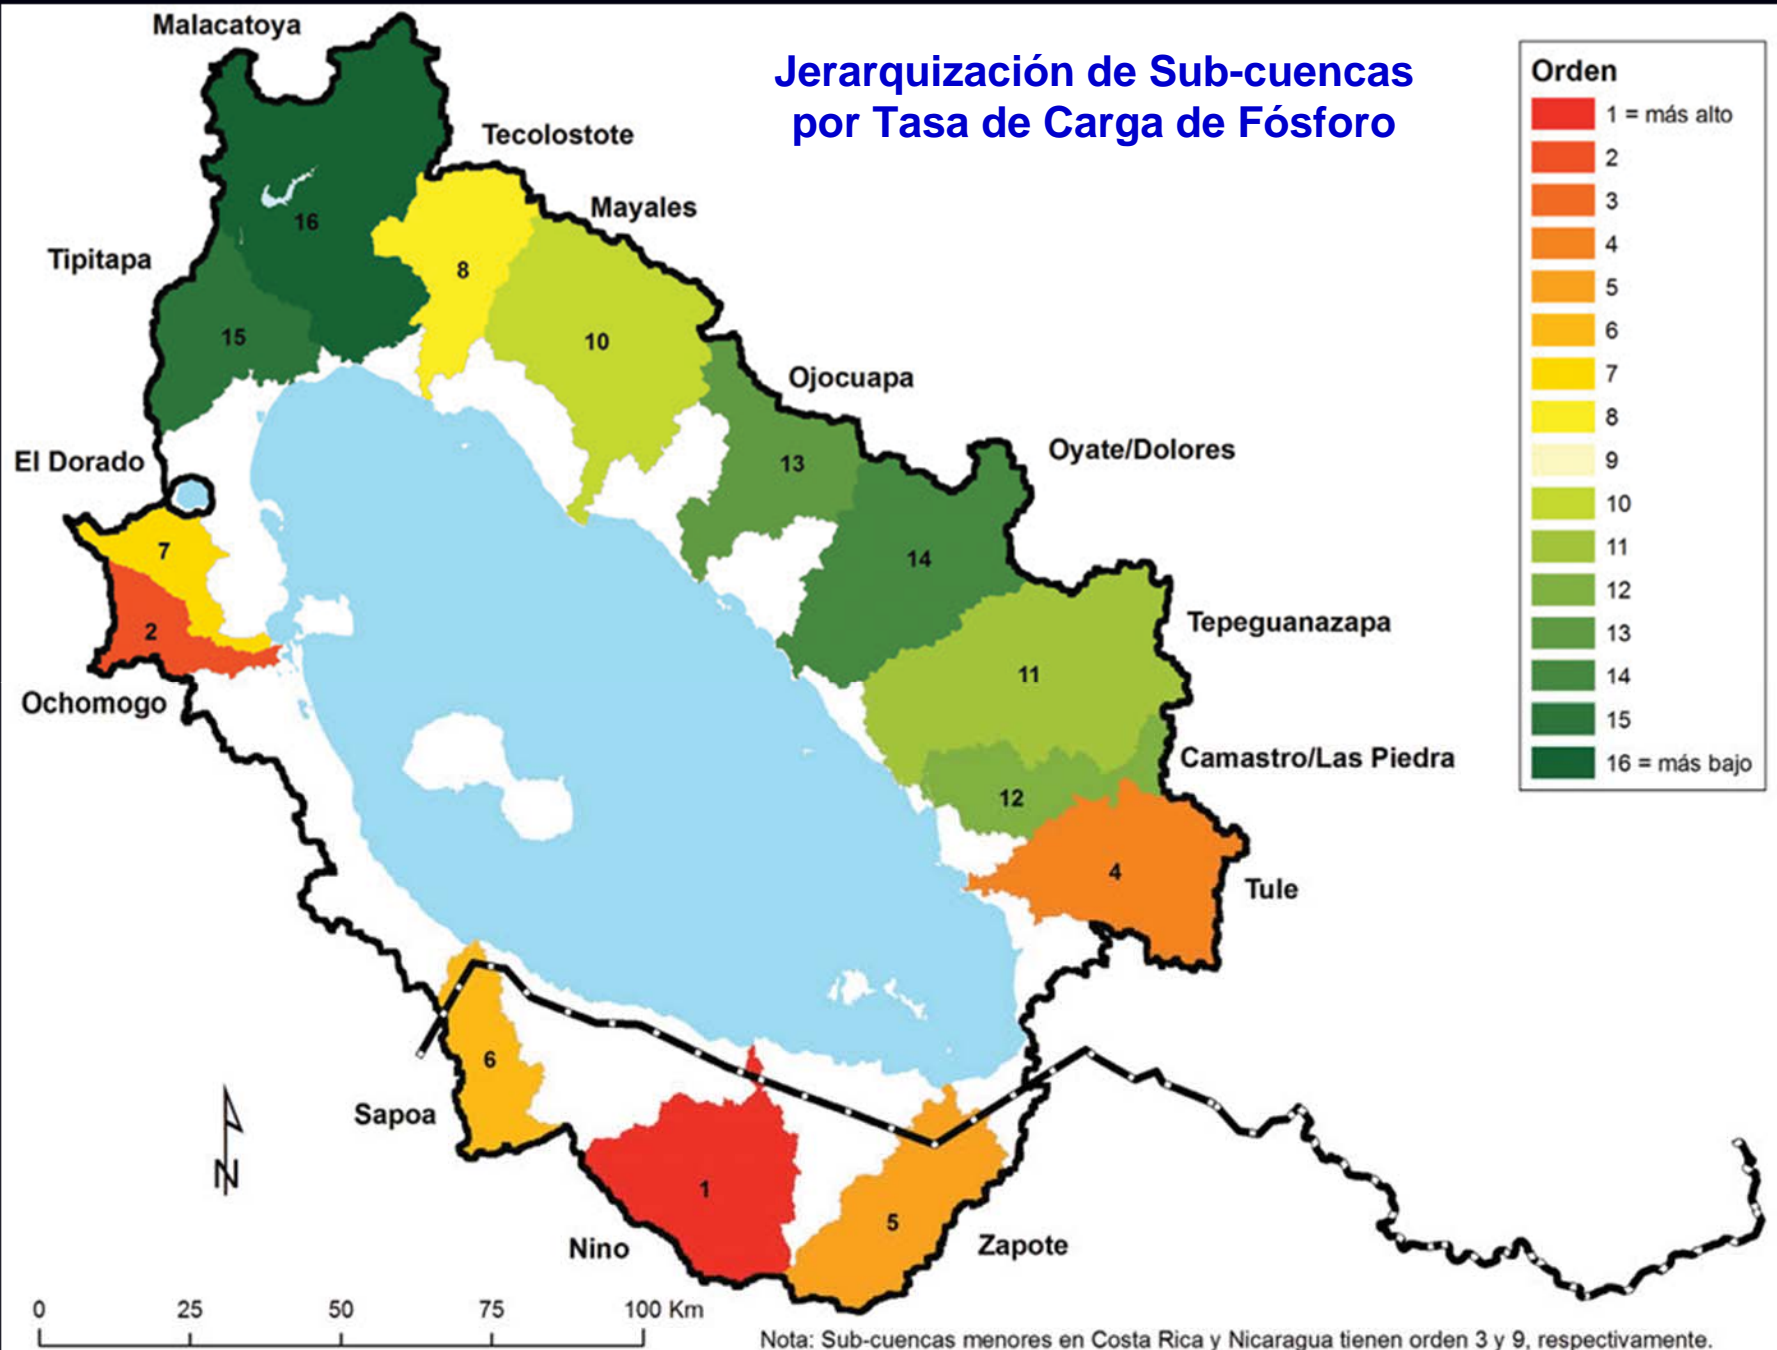 Jerarquización de Sub-cuencas
por Tasa de Carga de Fósforo
Malacatoya
Tecolostote
Mayales
Tipitapa
Ojocuapa
El Dorado
Oyate/Dolores
Tepeguanazapa
Ochomogo
Camastro/Las Piedra
Tule
Sapoa
Nino
Zapote
16
8
15
10
13
7
14
2
11
12
4
6
1
5
N
Orden
1 = más alto
2
3
4
5
6
7
8
9
10
11
12
13
14
15
16 = más bajo
0 25 50 75 100 Km
Nota: Sub-cuencas menores en Costa Rica y Nicaragua tienen orden 3 y 9, respectivamente.